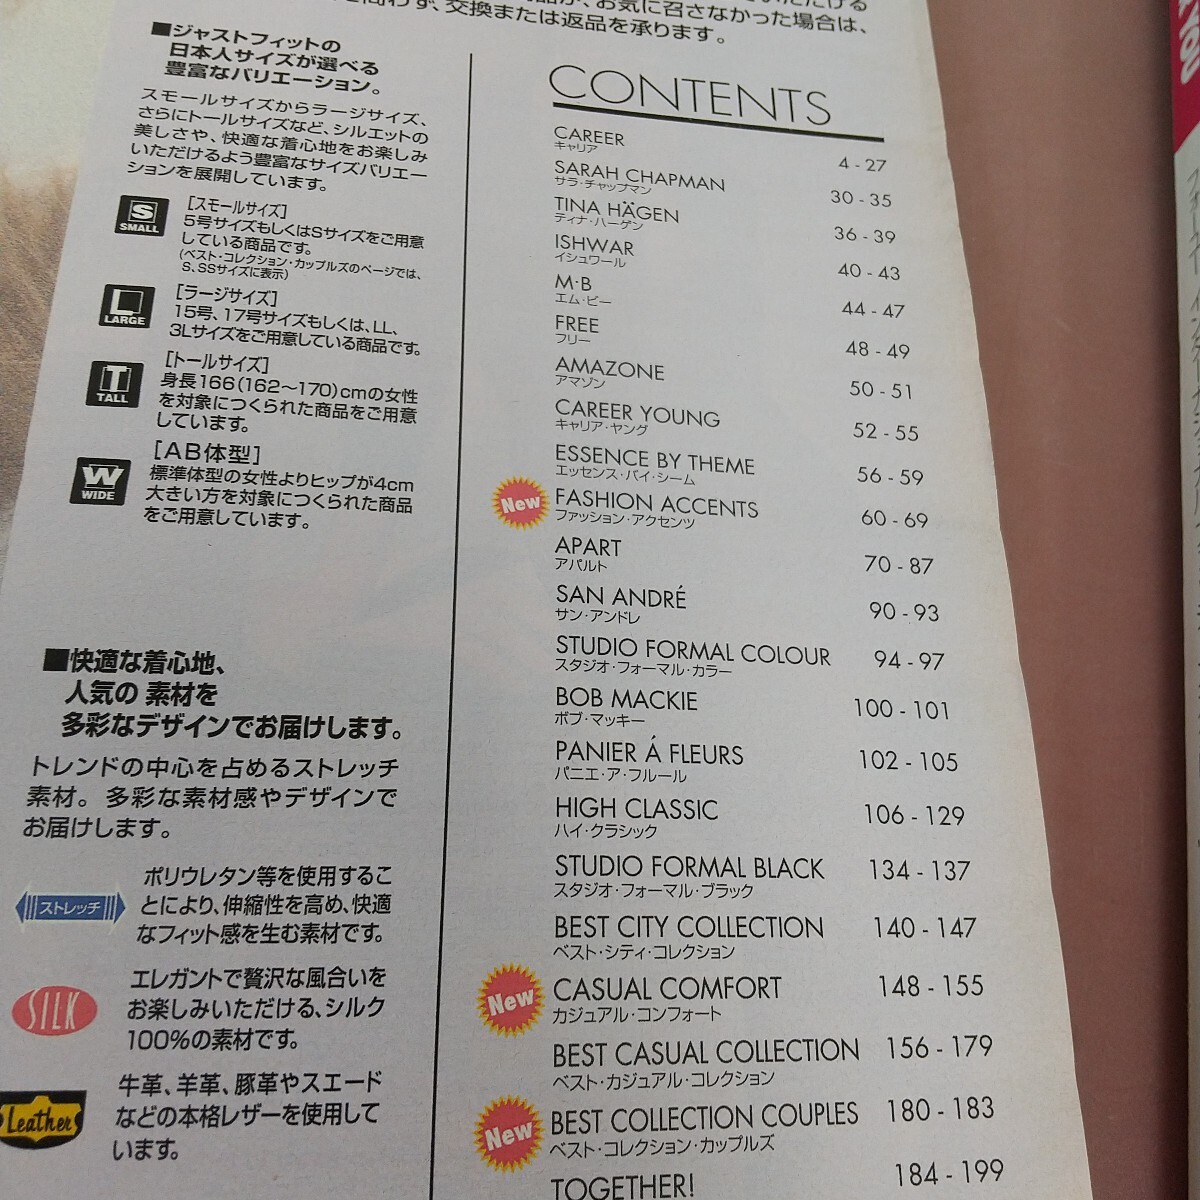 お気に召さなかった場合は、
交換または返品を承ります。
■ジャストフィットの
日本人サイズが選べる
豊富なバリエーション。
スモールサイズからラージサイズ、
さらにトールサイズなど、シルエットの
美しさや、快適な着心地をお楽しみ
いただけるよう豊富なサイズバリエー
ションを展開しています。
S
SMALL
[スモールサイズ]
5号サイズもしくはSサイズをご用意
している商品です。
(ベスト・コレクション・カップルズのページでは、
S、SSサイズに表示)
L
LARGE
[ラージサイズ]
15号、17号サイズもしくは、LL、
3Lサイズをご用意している商品です。
T
TALL
[トールサイズ]
身長166(162〜170)cmの女性
を対象につくられた商品をご用意
しています。
W
WIDE
[AB体型]
標準体型の女性よりヒップが4cm
大きい方を対象につくられた商品
をご用意しています。
■快適な着心地、
人気の 素材を
多彩なデザインでお届けします。
トレンドの中心を占めるストレッチ
素材。多彩な素材感やデザインで
お届けします。
ストレッチ
ポリウレタン等を使用するこ
とにより、伸縮性を高め、快適
なフィット感を生む素材です。
SILK
エレガントで贅沢な風合いを
お楽しみいただける、シルク
100%の素材です。
Leather
牛革、羊革、豚革やスエード
などの本格レザーを使用して
います。
CONTENTS
CAREER 4 - 27
キャリア
SARAH CHAPMAN 30 - 35
サラ・チャップマン
TINA HÄGEN 36 - 39
ティナ・ハーゲン
ISHWAR 40 - 43
イシュワール
M·B 44 - 47
エム・ビー
FREE 48 - 49
フリー
AMAZONE 50 - 51
アマゾン
CAREER YOUNG 52 - 55
キャリア・ヤング
ESSENCE BY THEME 56 - 59
エッセンス・バイ・シーム
New FASHION ACCENTS 60 - 69
ファッション・アクセンツ
APART 70 - 87
アパルト
SAN ANDRÉ 90 - 93
サン・アンドレ
STUDIO FORMAL COLOUR 94 - 97
スタジオ・フォーマル・カラー
BOB MACKIE 100 - 101
ボブ・マッキー
PANIER Á FLEURS 102 - 105
パニエ・ア・フルール
HIGH CLASSIC 106 - 129
ハイ・クラシック
STUDIO FORMAL BLACK 134 - 137
スタジオ・フォーマル・ブラック
BEST CITY COLLECTION 140 - 147
ベスト・シティ・コレクション
New CASUAL COMFORT 148 - 155
カジュアル・コンフォート
BEST CASUAL COLLECTION 156 - 179
ベスト・カジュアル・コレクション
New BEST COLLECTION COUPLES 180 - 183
ベスト・コレクション・カップルズ
TOGETHER! 184 - 199